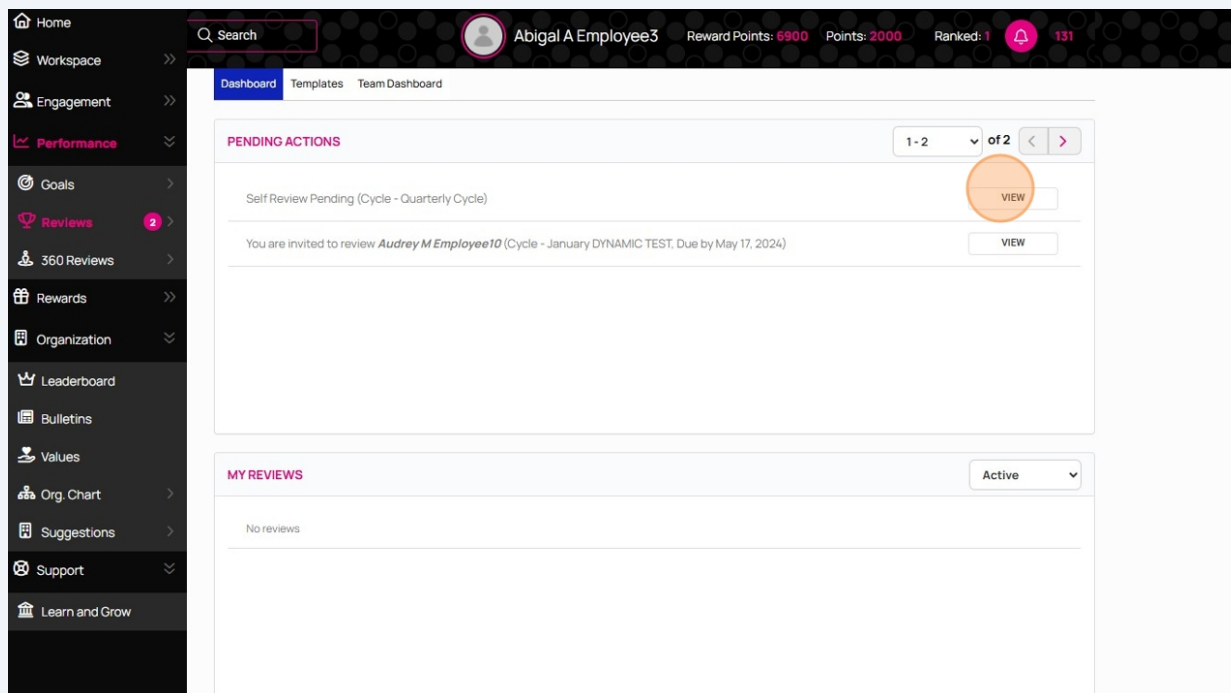 Home
Search
Abigal A Employee3
Reward Points: 6900
Points: 2000
Ranked: 1
131
Workspace
Engagement
Performance
Goals
Reviews
2
360 Reviews
Rewards
Organization
Leaderboard
Bulletins
Values
Org. Chart
Suggestions
Support
Learn and Grow
Dashboard
Templates
Team Dashboard
PENDING ACTIONS
1 - 2
of 2
Self Review Pending (Cycle - Quarterly Cycle)
VIEW
You are invited to review Audrey M Employee10 (Cycle - January DYNAMIC TEST, Due by May 17, 2024)
VIEW
MY REVIEWS
Active
No reviews